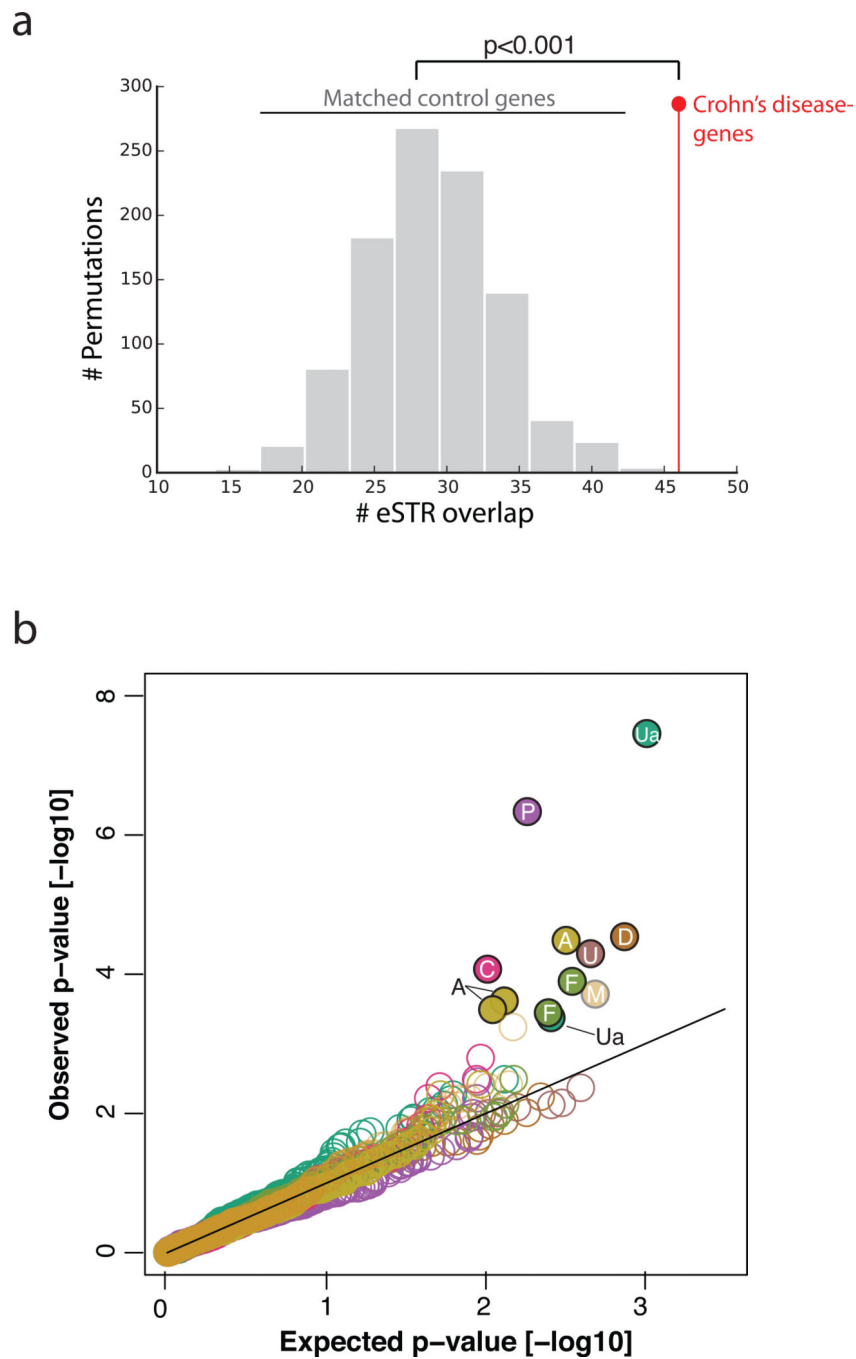 a
p<0.001
Matched control genes
Crohn's disease-
genes
# Permutations
300
250
200
150
100
50
0
10 15 20 25 30 35 40 45 50
# eSTR overlap
b
Observed p-value [-log10]
8
6
4
2
0
Ua
P
A
D
U
C
F
M
A
F
Ua
0 1 2 3
Expected p-value [-log10]